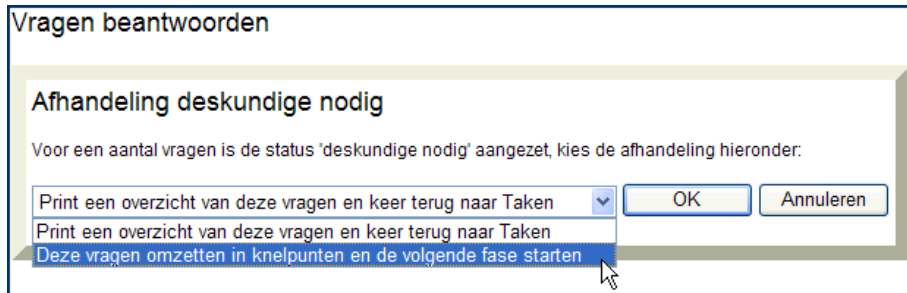 Vragen beantwoorden
Afhandeling deskundige nodig
Voor een aantal vragen is de status 'deskundige nodig' aangezet, kies de afhandeling hieronder:
Print een overzicht van deze vragen en keer terug naar Taken OK Annuleren
Print een overzicht van deze vragen en keer terug naar Taken
Deze vragen omzetten in knelpunten en de volgende fase starten